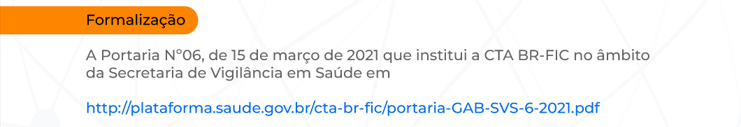 Formalização
A Portaria Nº06, de 15 de março de 2021 que institui a CTA BR-FIC no âmbito
da Secretaria de Vigilância em Saúde em
http://plataforma.saude.gov.br/cta-br-fic/portaria-GAB-SVS-6-2021.pdf